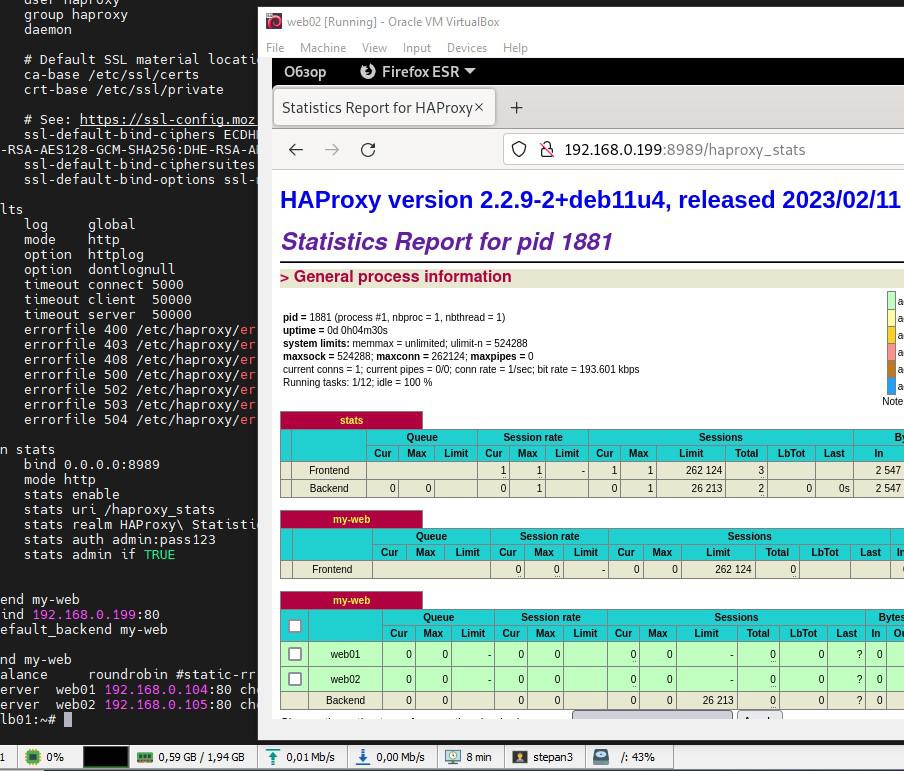 user haproxy
group haproxy
daemon
# Default SSL material locati
ca-base /etc/ssl/certs
crt-base /etc/ssl/private
# See: https://ssl-config.moz
ssl-default-bind-ciphers ECDH
-RSA-AES128-GCM-SHA256:DHE-RSA-A
ssl-default-bind-ciphersuites
ssl-default-bind-options ssl-
lts
log global
mode http
option httplog
option dontlognull
timeout connect 5000
timeout client 50000
timeout server 50000
errorfile 400 /etc/haproxy/er
errorfile 403 /etc/haproxy/er
errorfile 408 /etc/haproxy/er
errorfile 500 /etc/haproxy/er
errorfile 502 /etc/haproxy/er
errorfile 503 /etc/haproxy/er
errorfile 504 /etc/haproxy/er
n stats
bind 0.0.0.0:8989
mode http
stats enable
stats uri /haproxy_stats
stats realm HAProxy\ Statisti
stats auth admin:pass123
stats admin if TRUE
end my-web
ind 192.168.0.199:80
efault_backend my-web
nd my-web
alance roundrobin #static-rr
erver web01 192.168.0.104:80 che
erver web02 192.168.0.105:80 che
lb01:~#
web02 [Running] - Oracle VM VirtualBox
File Machine View Input Devices Help
Обзор Firefox ESR
Statistics Report for HAProxy × +
192.168.0.199:8989/haproxy_stats
HAProxy version 2.2.9-2+deb11u4, released 2023/02/11
Statistics Report for pid 1881
> General process information
pid = 1881 (process #1, nbproc = 1, nbthread = 1)
uptime = 0d 0h04m30s
system limits: memmax = unlimited; ulimit-n = 524288
maxsock = 524288; maxconn = 262124; maxpipes = 0
current conns = 1; current pipes = 0/0; conn rate = 1/sec; bit rate = 193.601 kbps
Running tasks: 1/12; idle = 100 %
Note
stats
Queue Session rate Sessions By
Cur Max Limit Cur Max Limit Cur Max Limit Total LbTot Last In
Frontend 1 1 - 1 1 262 124 3 2 547
Backend 0 0 0 1 0 1 26 213 2 0 0s 2 547
my-web
Queue Session rate Sessions
Cur Max Limit Cur Max Limit Cur Max Limit Total LbTot Last In
Frontend 0 0 - 0 0 262 124 0
my-web
Queue Session rate Sessions Bytes
Cur Max Limit Cur Max Limit Cur Max Limit Total LbTot Last In Ou
web01 0 0 - 0 0 0 0 - 0 0 ? 0
web02 0 0 - 0 0 0 0 - 0 0 ? 0
Backend 0 0 0 0 0 0 26 213 0 0 ? 0
1 0% 0,59 GB / 1,94 GB 0,01 Mb/s 0,00 Mb/s 8 min stepan3 /: 43%